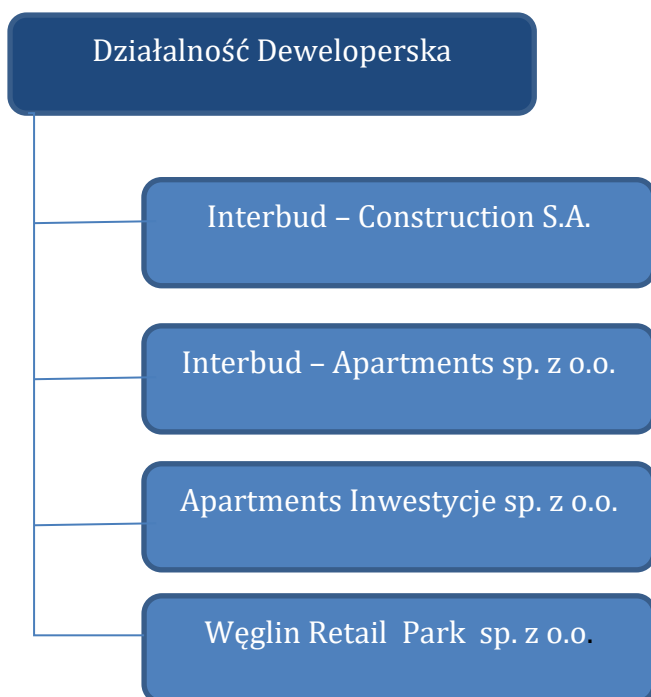 Działalność Deweloperska
Interbud – Construction S.A.
Interbud – Apartments sp. z o.o.
Apartments Inwestycje sp. z o.o.
Węglin Retail Park sp. z o.o.